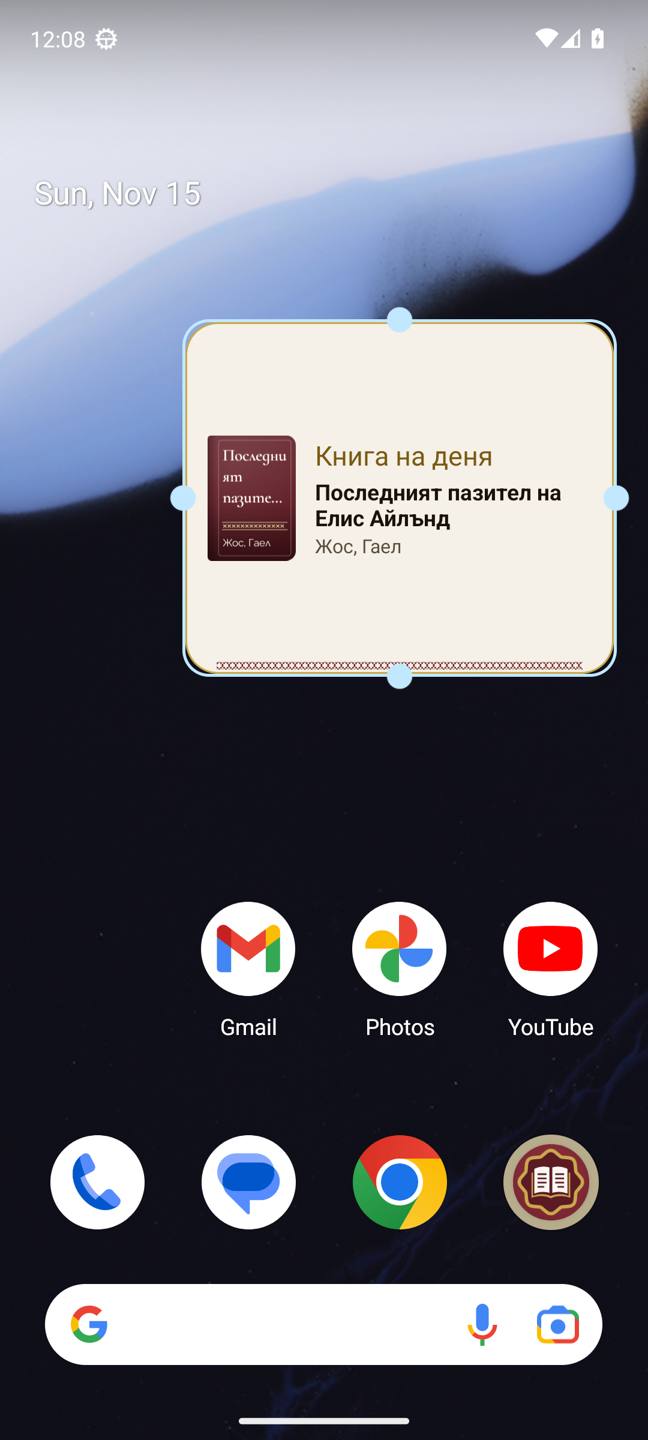 12:08
Sun, Nov 15
Последни
ят
пазите...
Жос, Гаел
Книга на деня
Последният пазител на
Елис Айлънд
Жос, Гаел
Gmail
Photos
YouTube